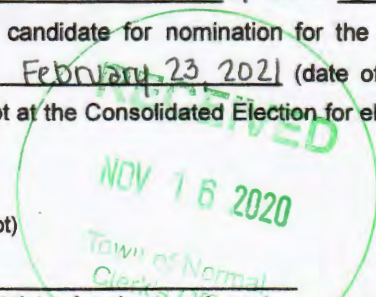 candidate for nomination for the
February 23, 2021 (date of
RECEIVED
at the Consolidated Election for el
NOV 16 2020
Town of Normal
Clerk's